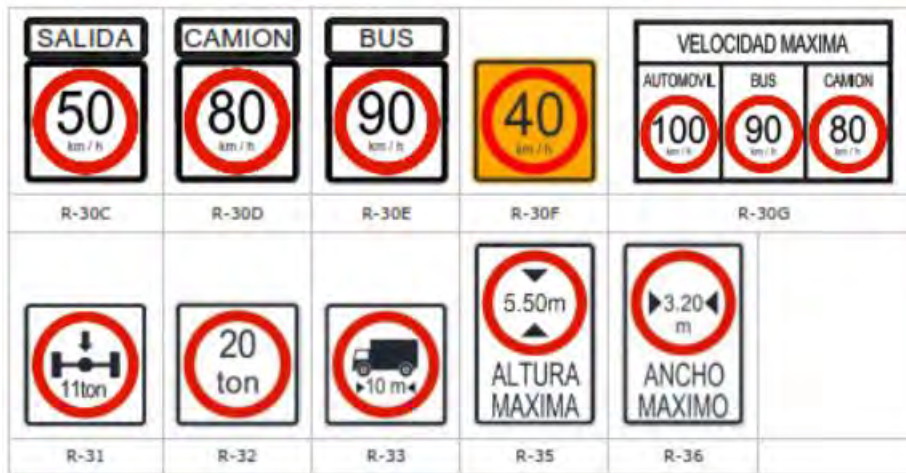 SALIDA
50
km / h
CAMION
80
km / h
BUS
90
km / h
40
km / h
VELOCIDAD MAXIMA
AUTOMOVIL
100
km / h
BUS
90
km / h
CAMION
80
km / h
R-30C
R-30D
R-30E
R-30F
R-30G
11ton
20
ton
10 m
5.50m
ALTURA
MAXIMA
3.20
m
ANCHO
MAXIMO
R-31
R-32
R-33
R-35
R-36